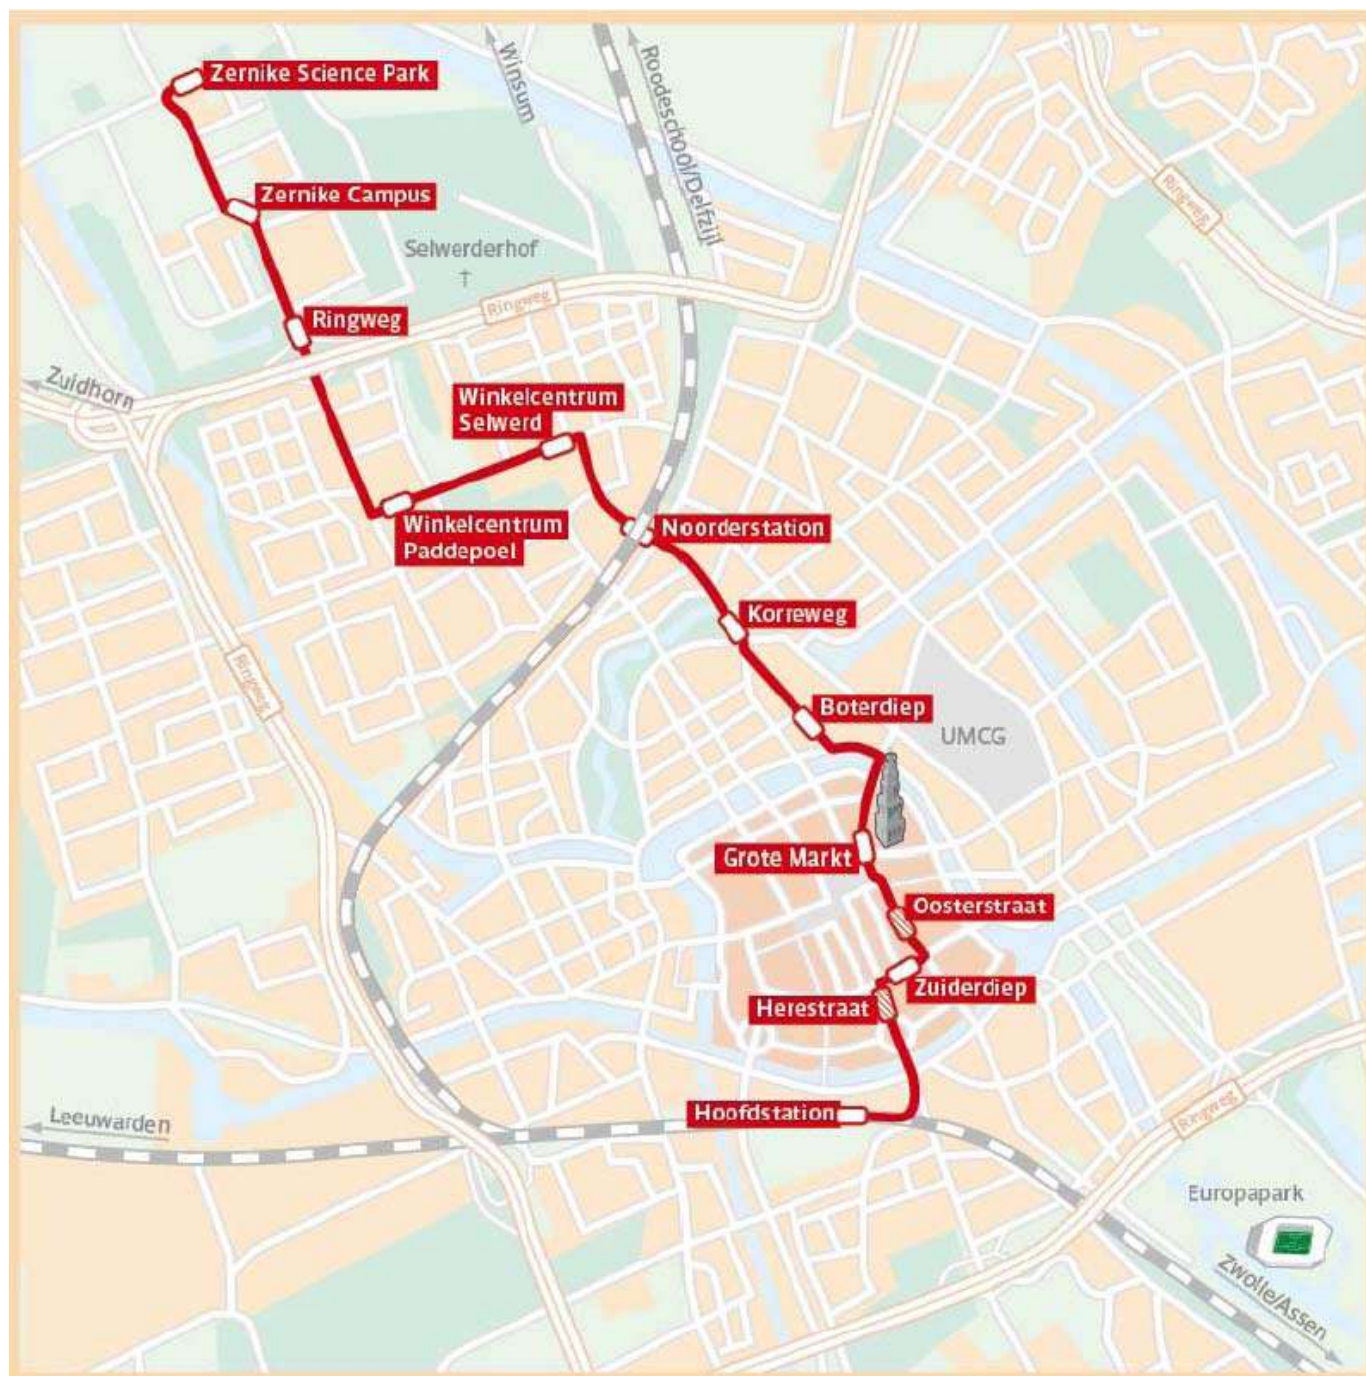 Zernike Science Park
Winsum
Roodeschool/Delfzijl
Zernike Campus
Ringweg
Selwerderhof
Ringweg
Ringweg
Zuidhorn
Winkelcentrum
Selwerd
Winkelcentrum
Paddepoel
Noorderstation
Korreweg
Ringweg
Boterdiep
UMCG
Grote Markt
Oosterstraat
Zuiderdiep
Herestraat
Hoofdstation
Leeuwarden
Ringweg
Europapark
Zwolle/Assen